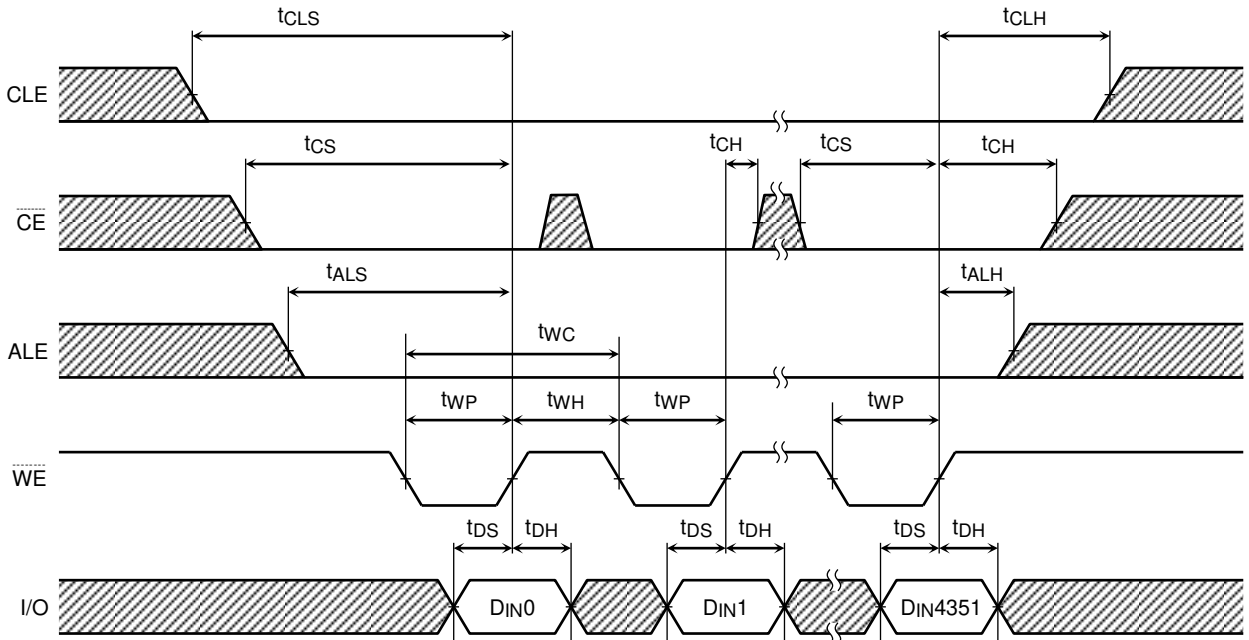 tCLS tCLH
CLE
tCS tCH tCS tCH
CE
tALS tALH
ALE
tWC
tWP tWH tWP tWP
WE
tDS tDH tDS tDH tDS tDH
I/O DIN0 DIN1 DIN4351